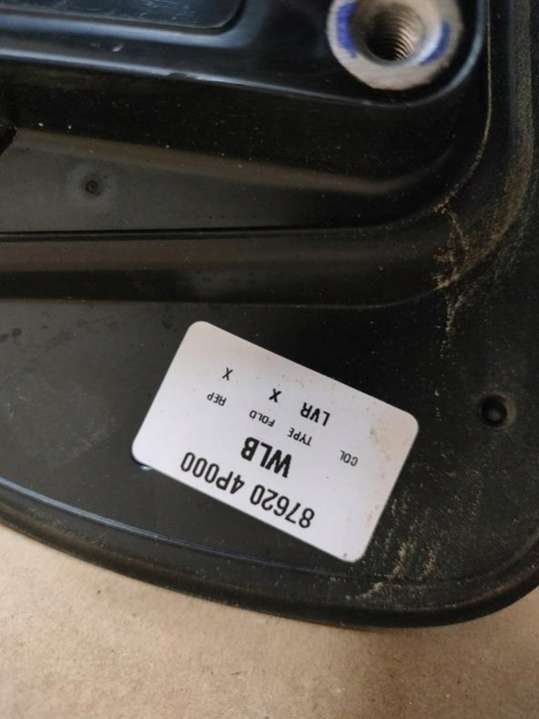 87620 4P000
WLB
COL TYPE FOLD REP
LVR X X